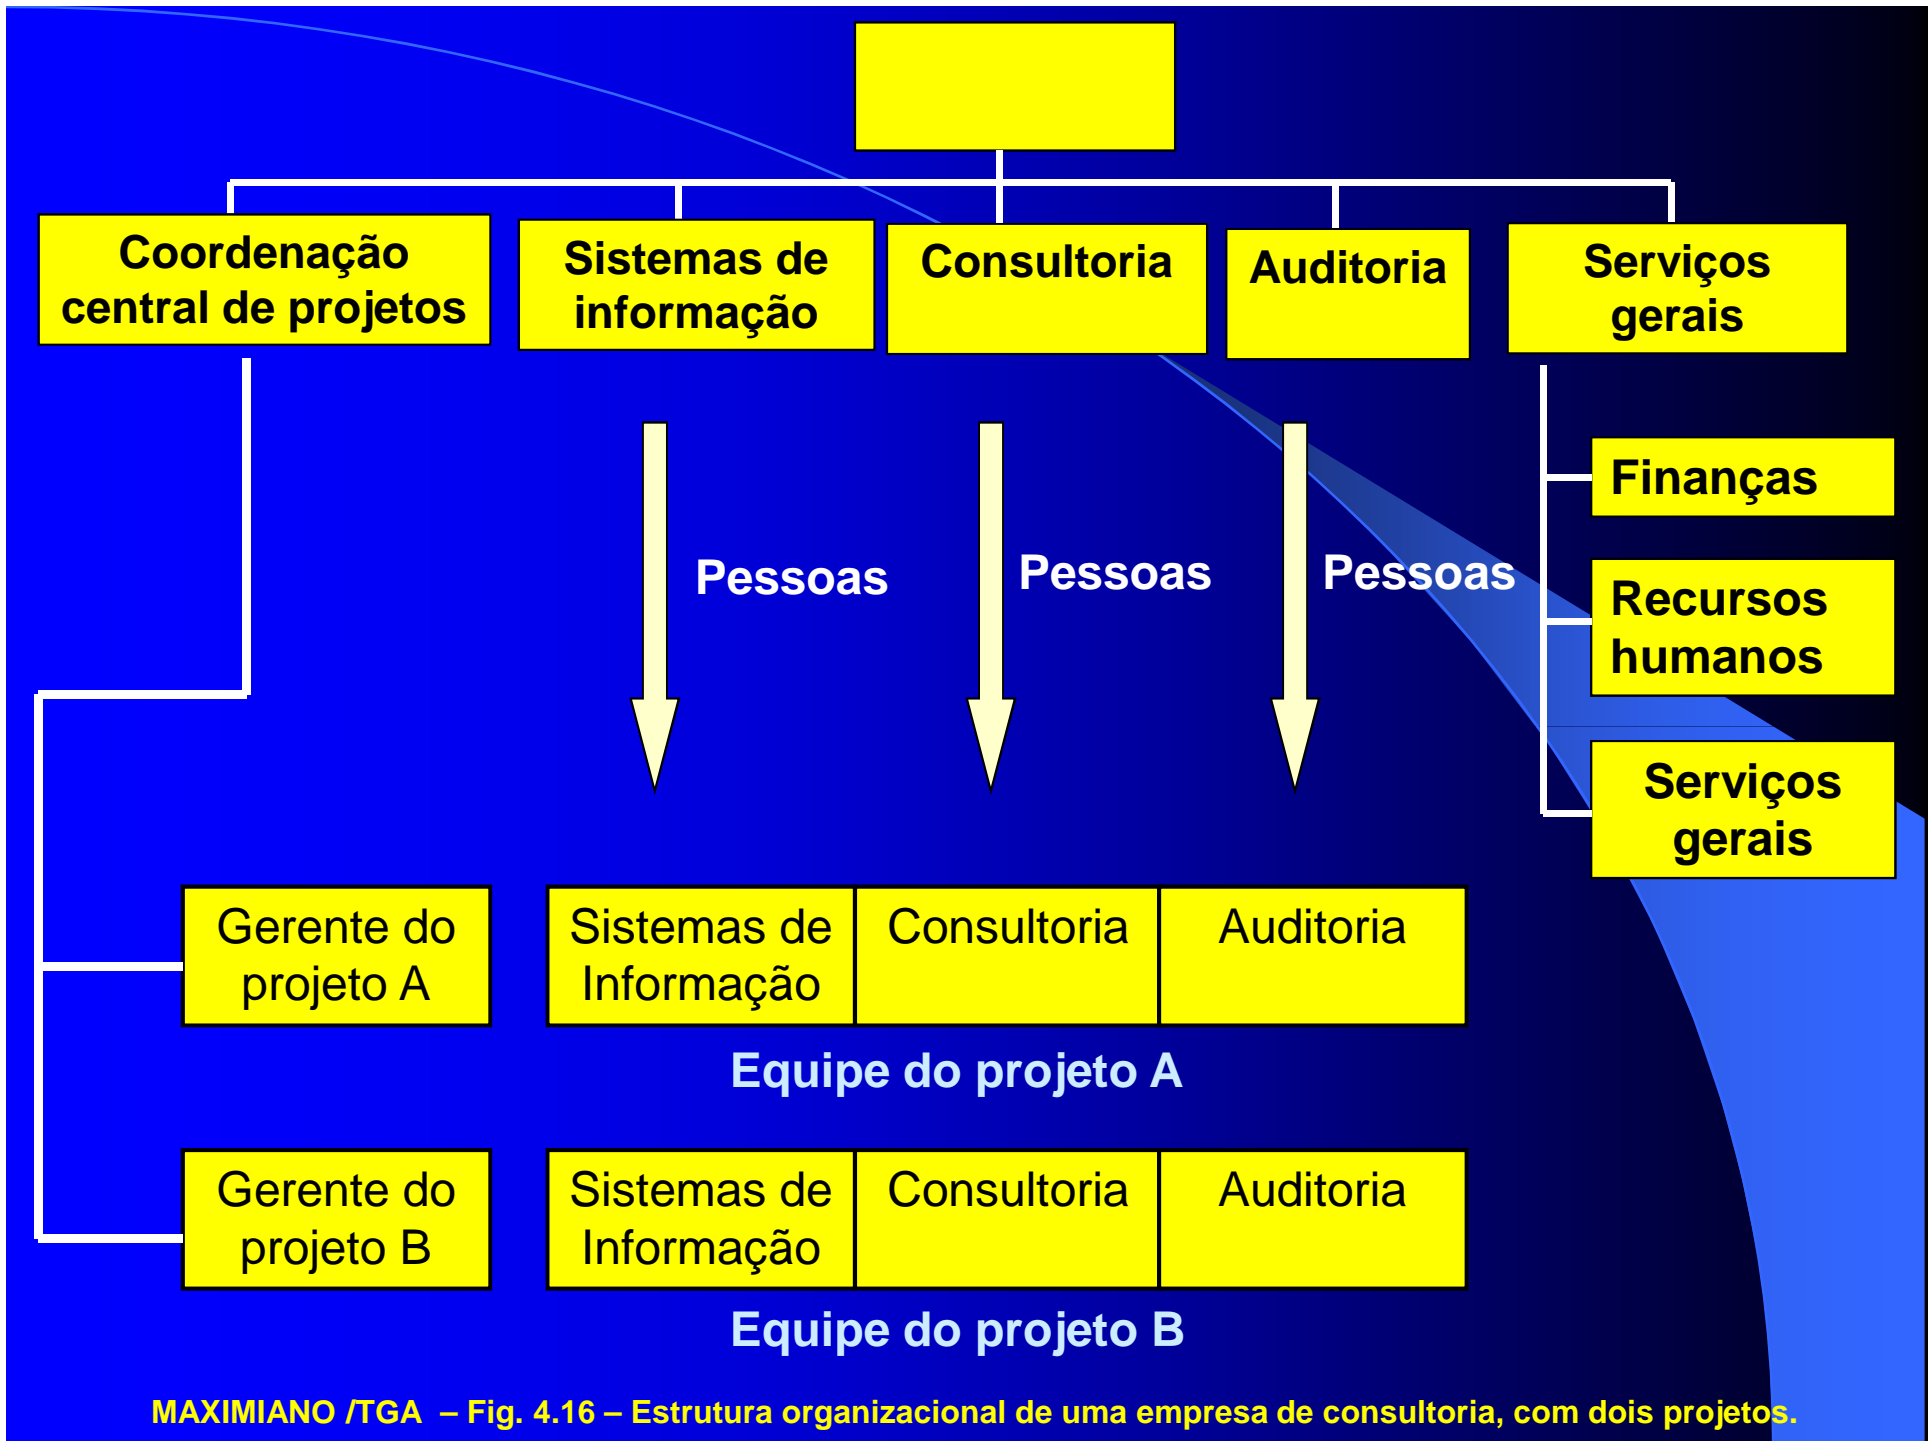 Coordenação
central de projetos
Sistemas de
informação
Consultoria
Auditoria
Serviços
gerais
Pessoas
Pessoas
Pessoas
Finanças
Recursos
humanos
Serviços
gerais
Gerente do
projeto A
Sistemas de
Informação
Consultoria
Auditoria
Equipe do projeto A
Gerente do
projeto B
Sistemas de
Informação
Consultoria
Auditoria
Equipe do projeto B
MAXIMIANO /TGA – Fig. 4.16 – Estrutura organizacional de uma empresa de consultoria, com dois projetos.